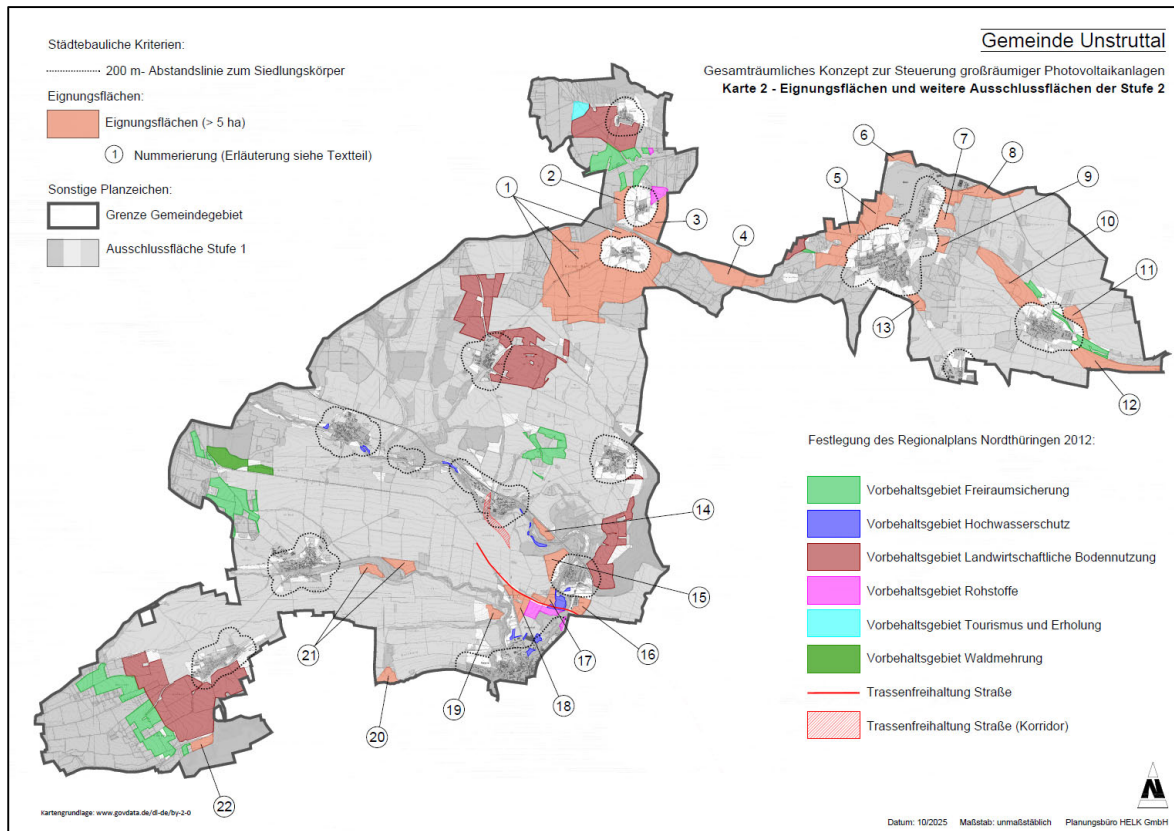 Städtebauliche Kriterien:
200 m- Abstandslinie zum Siedlungskörper
Eignungsflächen:
Eignungsflächen (> 5 ha)
1 Nummerierung (Erläuterung siehe Textteil)
Sonstige Planzeichen:
Grenze Gemeindegebiet
Ausschlussfläche Stufe 1
Gemeinde Unstruttal
Gesamträumliches Konzept zur Steuerung großräumiger Photovoltaikanlagen
Karte 2 - Eignungsflächen und weitere Ausschlussflächen der Stufe 2
1
2
3
4
5
6
7
8
9
10
11
12
13
14
15
16
17
18
19
20
21
22
Festlegung des Regionalplans Nordthüringen 2012:
Vorbehaltsgebiet Freiraumsicherung
Vorbehaltsgebiet Hochwasserschutz
Vorbehaltsgebiet Landwirtschaftliche Bodennutzung
Vorbehaltsgebiet Rohstoffe
Vorbehaltsgebiet Tourismus und Erholung
Vorbehaltsgebiet Waldmehrung
Trassenfreihaltung Straße
Trassenfreihaltung Straße (Korridor)
N
Kartengrundlage: www.govdata.de/dl-de/by-2-0
Datum: 10/2025 Maßstab: unmaßstäblich Planungsbüro HELK GmbH